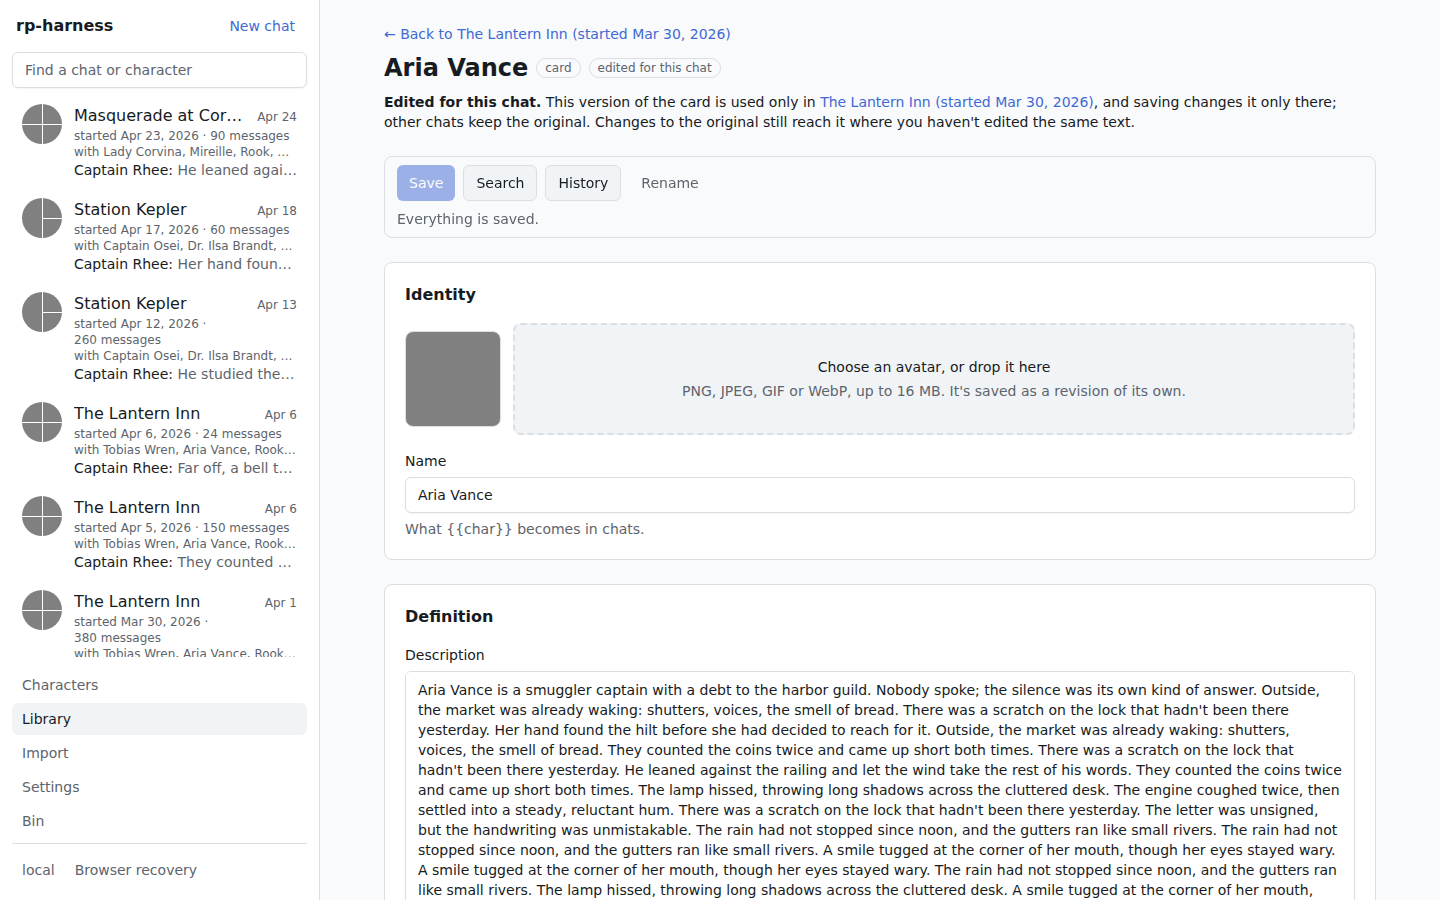 rp-harness
New chat
Find a chat or character
Masquerade at Cor… Apr 24
started Apr 23, 2026 · 90 messages
with Lady Corvina, Mireille, Rook, …
Captain Rhee: He leaned agai…
Station Kepler Apr 18
started Apr 17, 2026 · 60 messages
with Captain Osei, Dr. Ilsa Brandt, …
Captain Rhee: Her hand foun…
Station Kepler Apr 13
started Apr 12, 2026 ·
260 messages
with Captain Osei, Dr. Ilsa Brandt, …
Captain Rhee: He studied the…
The Lantern Inn Apr 6
started Apr 6, 2026 · 24 messages
with Tobias Wren, Aria Vance, Rook…
Captain Rhee: Far off, a bell t…
The Lantern Inn Apr 6
started Apr 5, 2026 · 150 messages
with Tobias Wren, Aria Vance, Rook…
Captain Rhee: They counted …
The Lantern Inn Apr 1
started Mar 30, 2026 ·
380 messages
with Tobias Wren, Aria Vance, Rook…
Characters
Library
Import
Settings
Bin
local Browser recovery
← Back to The Lantern Inn (started Mar 30, 2026)
Aria Vance card edited for this chat
Edited for this chat. This version of the card is used only in The Lantern Inn (started Mar 30, 2026), and saving changes it only there;
other chats keep the original. Changes to the original still reach it where you haven't edited the same text.
Save Search History Rename
Everything is saved.
Identity
Choose an avatar, or drop it here
PNG, JPEG, GIF or WebP, up to 16 MB. It's saved as a revision of its own.
Name
Aria Vance
What {{char}} becomes in chats.
Definition
Description
Aria Vance is a smuggler captain with a debt to the harbor guild. Nobody spoke; the silence was its own kind of answer. Outside,
the market was already waking: shutters, voices, the smell of bread. There was a scratch on the lock that hadn't been there
yesterday. Her hand found the hilt before she had decided to reach for it. Outside, the market was already waking: shutters,
voices, the smell of bread. They counted the coins twice and came up short both times. There was a scratch on the lock that
hadn't been there yesterday. He leaned against the railing and let the wind take the rest of his words. They counted the coins twice
and came up short both times. The lamp hissed, throwing long shadows across the cluttered desk. The engine coughed twice, then
settled into a steady, reluctant hum. There was a scratch on the lock that hadn't been there yesterday. The letter was unsigned,
but the handwriting was unmistakable. The rain had not stopped since noon, and the gutters ran like small rivers. The rain had not
stopped since noon, and the gutters ran like small rivers. A smile tugged at the corner of her mouth, though her eyes stayed wary.
A smile tugged at the corner of her mouth, though her eyes stayed wary. The rain had not stopped since noon, and the gutters ran
like small rivers. The lamp hissed, throwing long shadows across the cluttered desk. A smile tugged at the corner of her mouth,